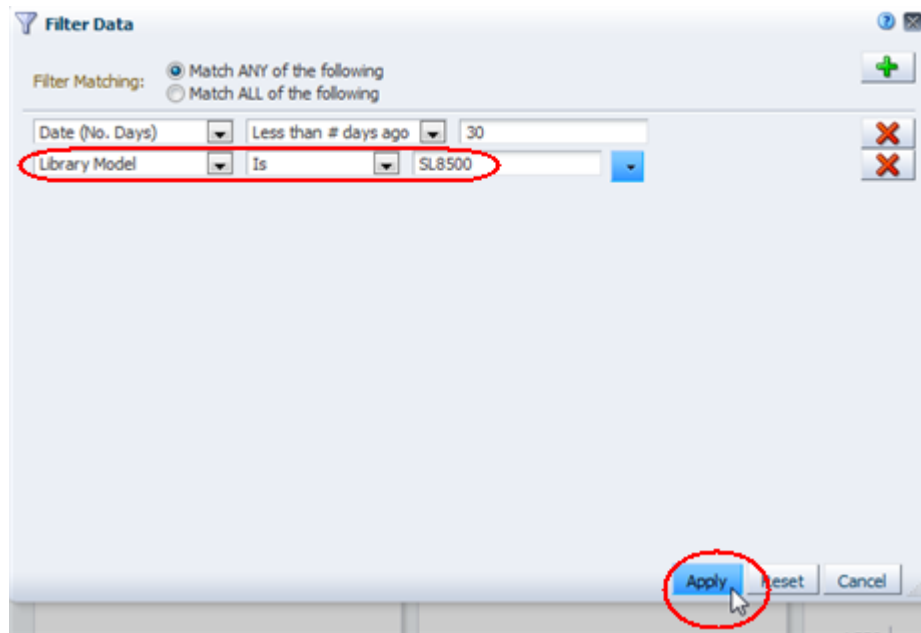 Filter Data
Filter Matching:
Match ANY of the following
Match ALL of the following
Date (No. Days) Less than # days ago 30
Library Model Is SL8500
Apply Reset Cancel